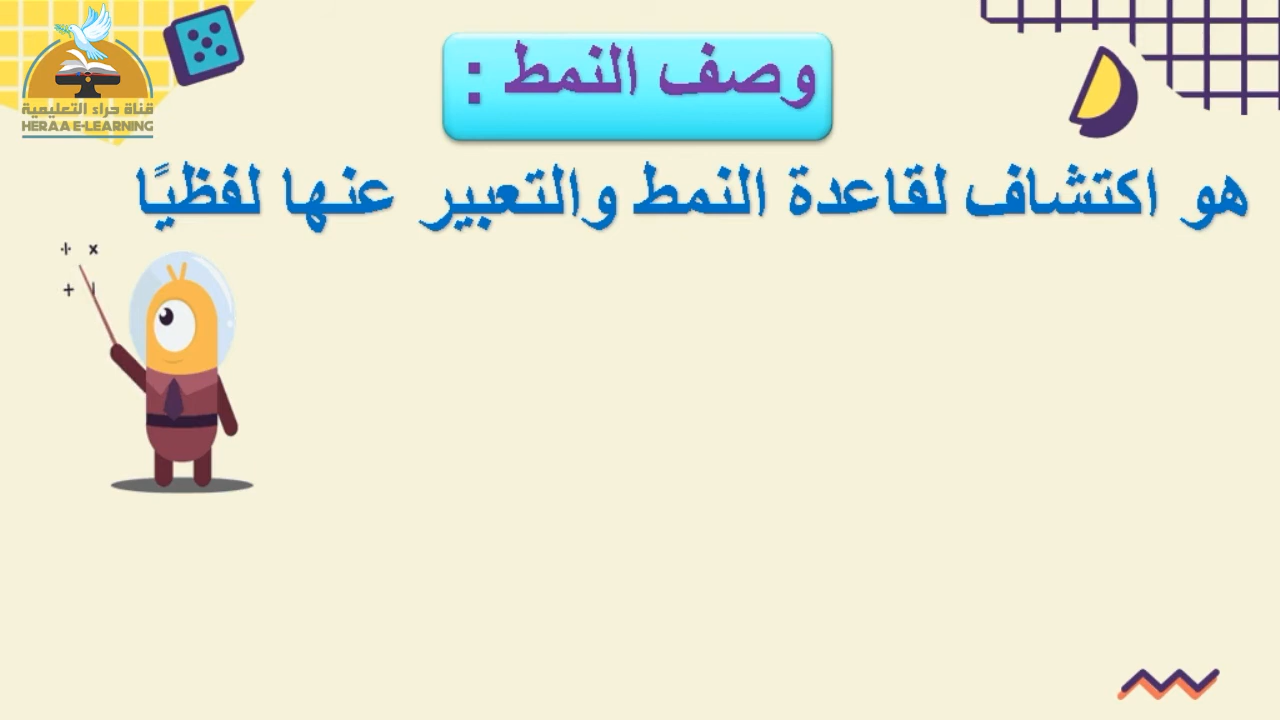 قناة حراء التعليمية
HERAA E-LEARNING
وصف النمط :
هو اكتشاف لقاعدة النمط والتعبير عنها لفظيًا
+ x
+ ا